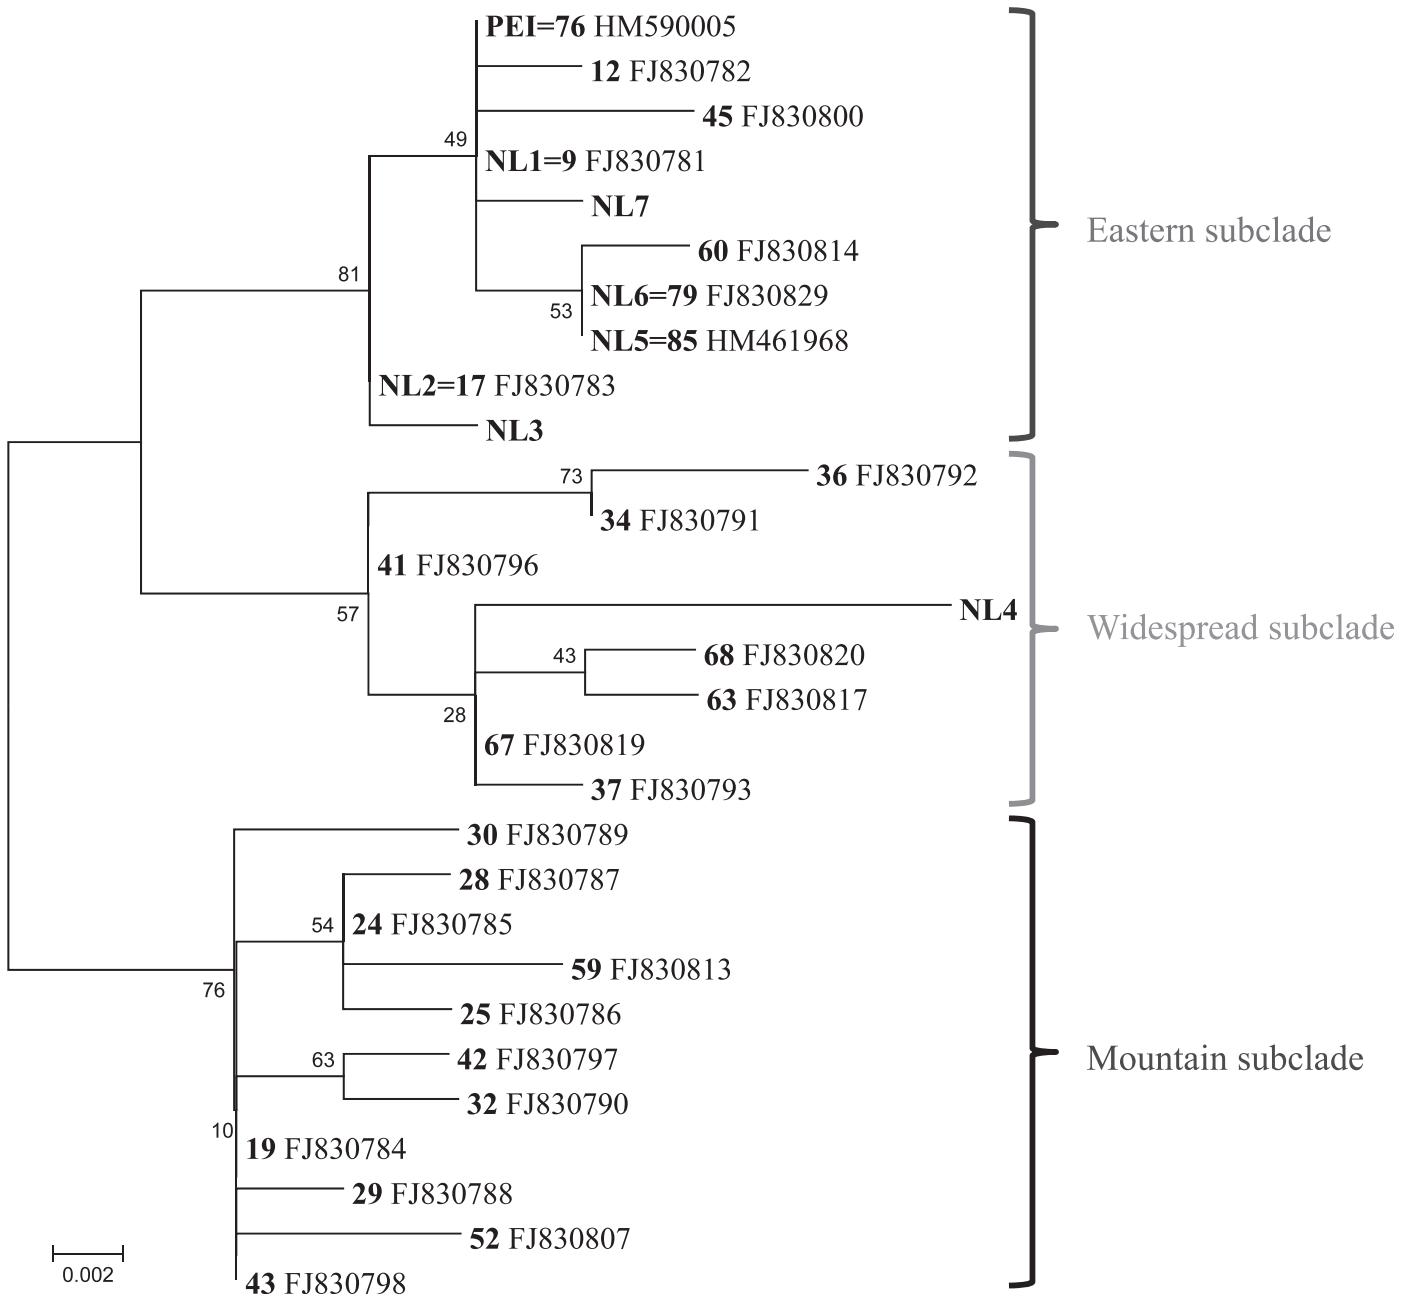 PEI=76 HM590005
12 FJ830782
45 FJ830800
49
NL1=9 FJ830781
NL7
Eastern subclade
60 FJ830814
81
NL6=79 FJ830829
53
NL5=85 HM461968
NL2=17 FJ830783
NL3
73
36 FJ830792
34 FJ830791
41 FJ830796
57
NL4
Widespread subclade
43
68 FJ830820
63 FJ830817
28
67 FJ830819
37 FJ830793
30 FJ830789
28 FJ830787
54
24 FJ830785
59 FJ830813
76
25 FJ830786
63
42 FJ830797
Mountain subclade
32 FJ830790
10
19 FJ830784
29 FJ830788
52 FJ830807
0.002
43 FJ830798